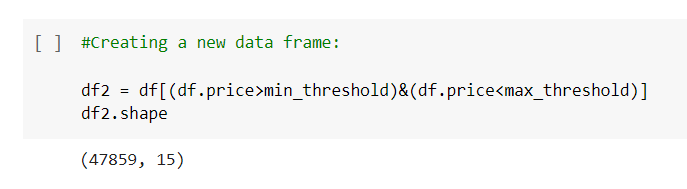 [ ] #Creating a new data frame:
df2 = df[(df.price>min_threshold)&(df.price<max_threshold)]
df2.shape
(47859, 15)